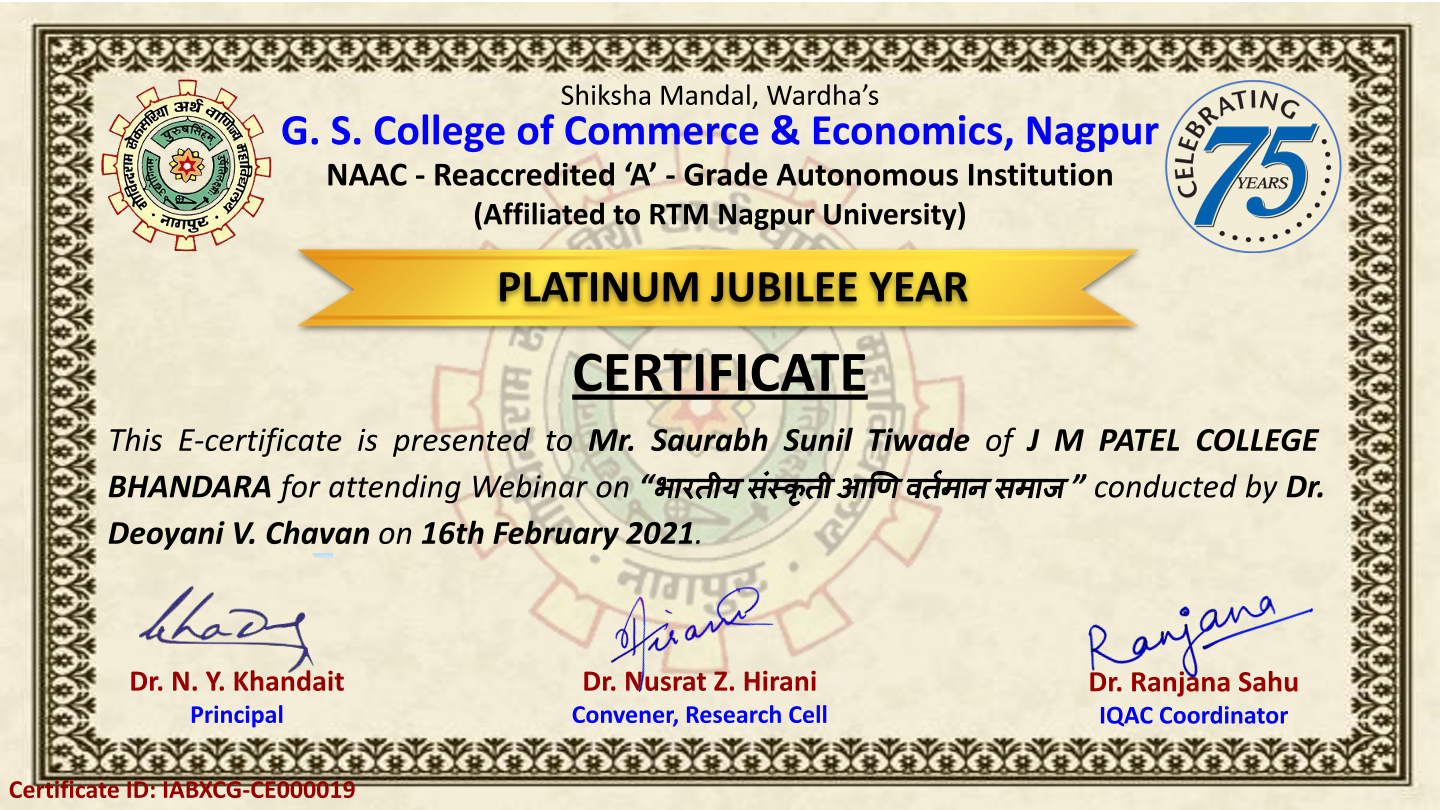 Shiksha Mandal, Wardha's
G. S. College of Commerce & Economics, Nagpur
NAAC - Reaccredited ‘A’ - Grade Autonomous Institution
(Affiliated to RTM Nagpur University)
गोविंदराम सेकसरिया अर्थ वाणिज्य महाविद्यालय
नागपुर
CELEBRATING
75
YEARS
PLATINUM JUBILEE YEAR
CERTIFICATE
This E-certificate is presented to Mr. Saurabh Sunil Tiwade of J M PATEL COLLEGE
BHANDARA for attending Webinar on “भारतीय संस्कृती आणि वर्तमान समाज ” conducted by Dr.
Deoyani V. Chavan on 16th February 2021.
Ranjana
Dr. N. Y. Khandait
Dr. Nusrat Z. Hirani
Dr. Ranjana Sahu
Principal
Convener, Research Cell
IQAC Coordinator
Certificate ID: IABXCG-CE000019